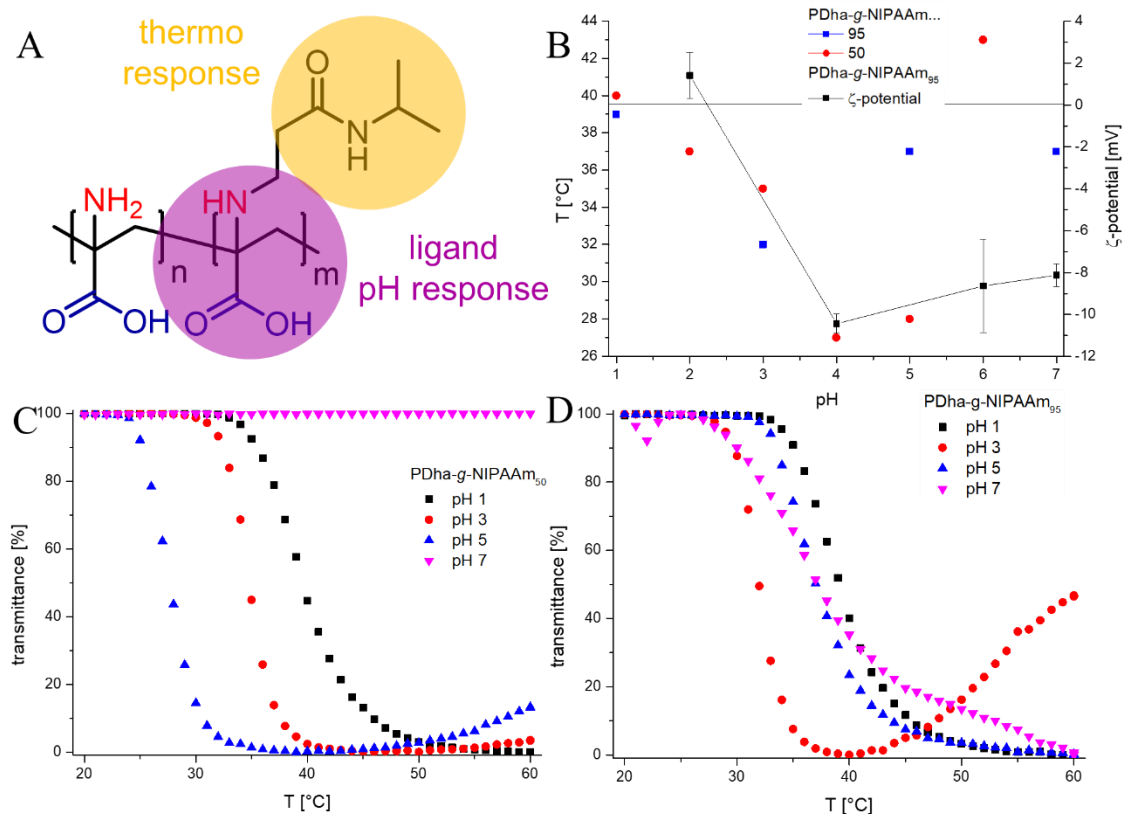 A
thermo
response
O
N
H
NH2
HN
n
m
O
OH
O
OH
ligand
pH response
B
PDha-g-NIPAAm...
95
50
PDha-g-NIPAAm95
ζ-potential
T [°C]
44
42
40
38
36
34
32
30
28
26
ζ-potential [mV]
4
2
0
-2
-4
-6
-8
-10
-12
1 2 3 4 5 6 7
pH
C
PDha-g-NIPAAm50
pH 1
pH 3
pH 5
pH 7
transmittance [%]
100
80
60
40
20
0
20 30 40 50 60
T [°C]
D
PDha-g-NIPAAm95
pH 1
pH 3
pH 5
pH 7
transmittance [%]
100
80
60
40
20
0
20 30 40 50 60
T [°C]